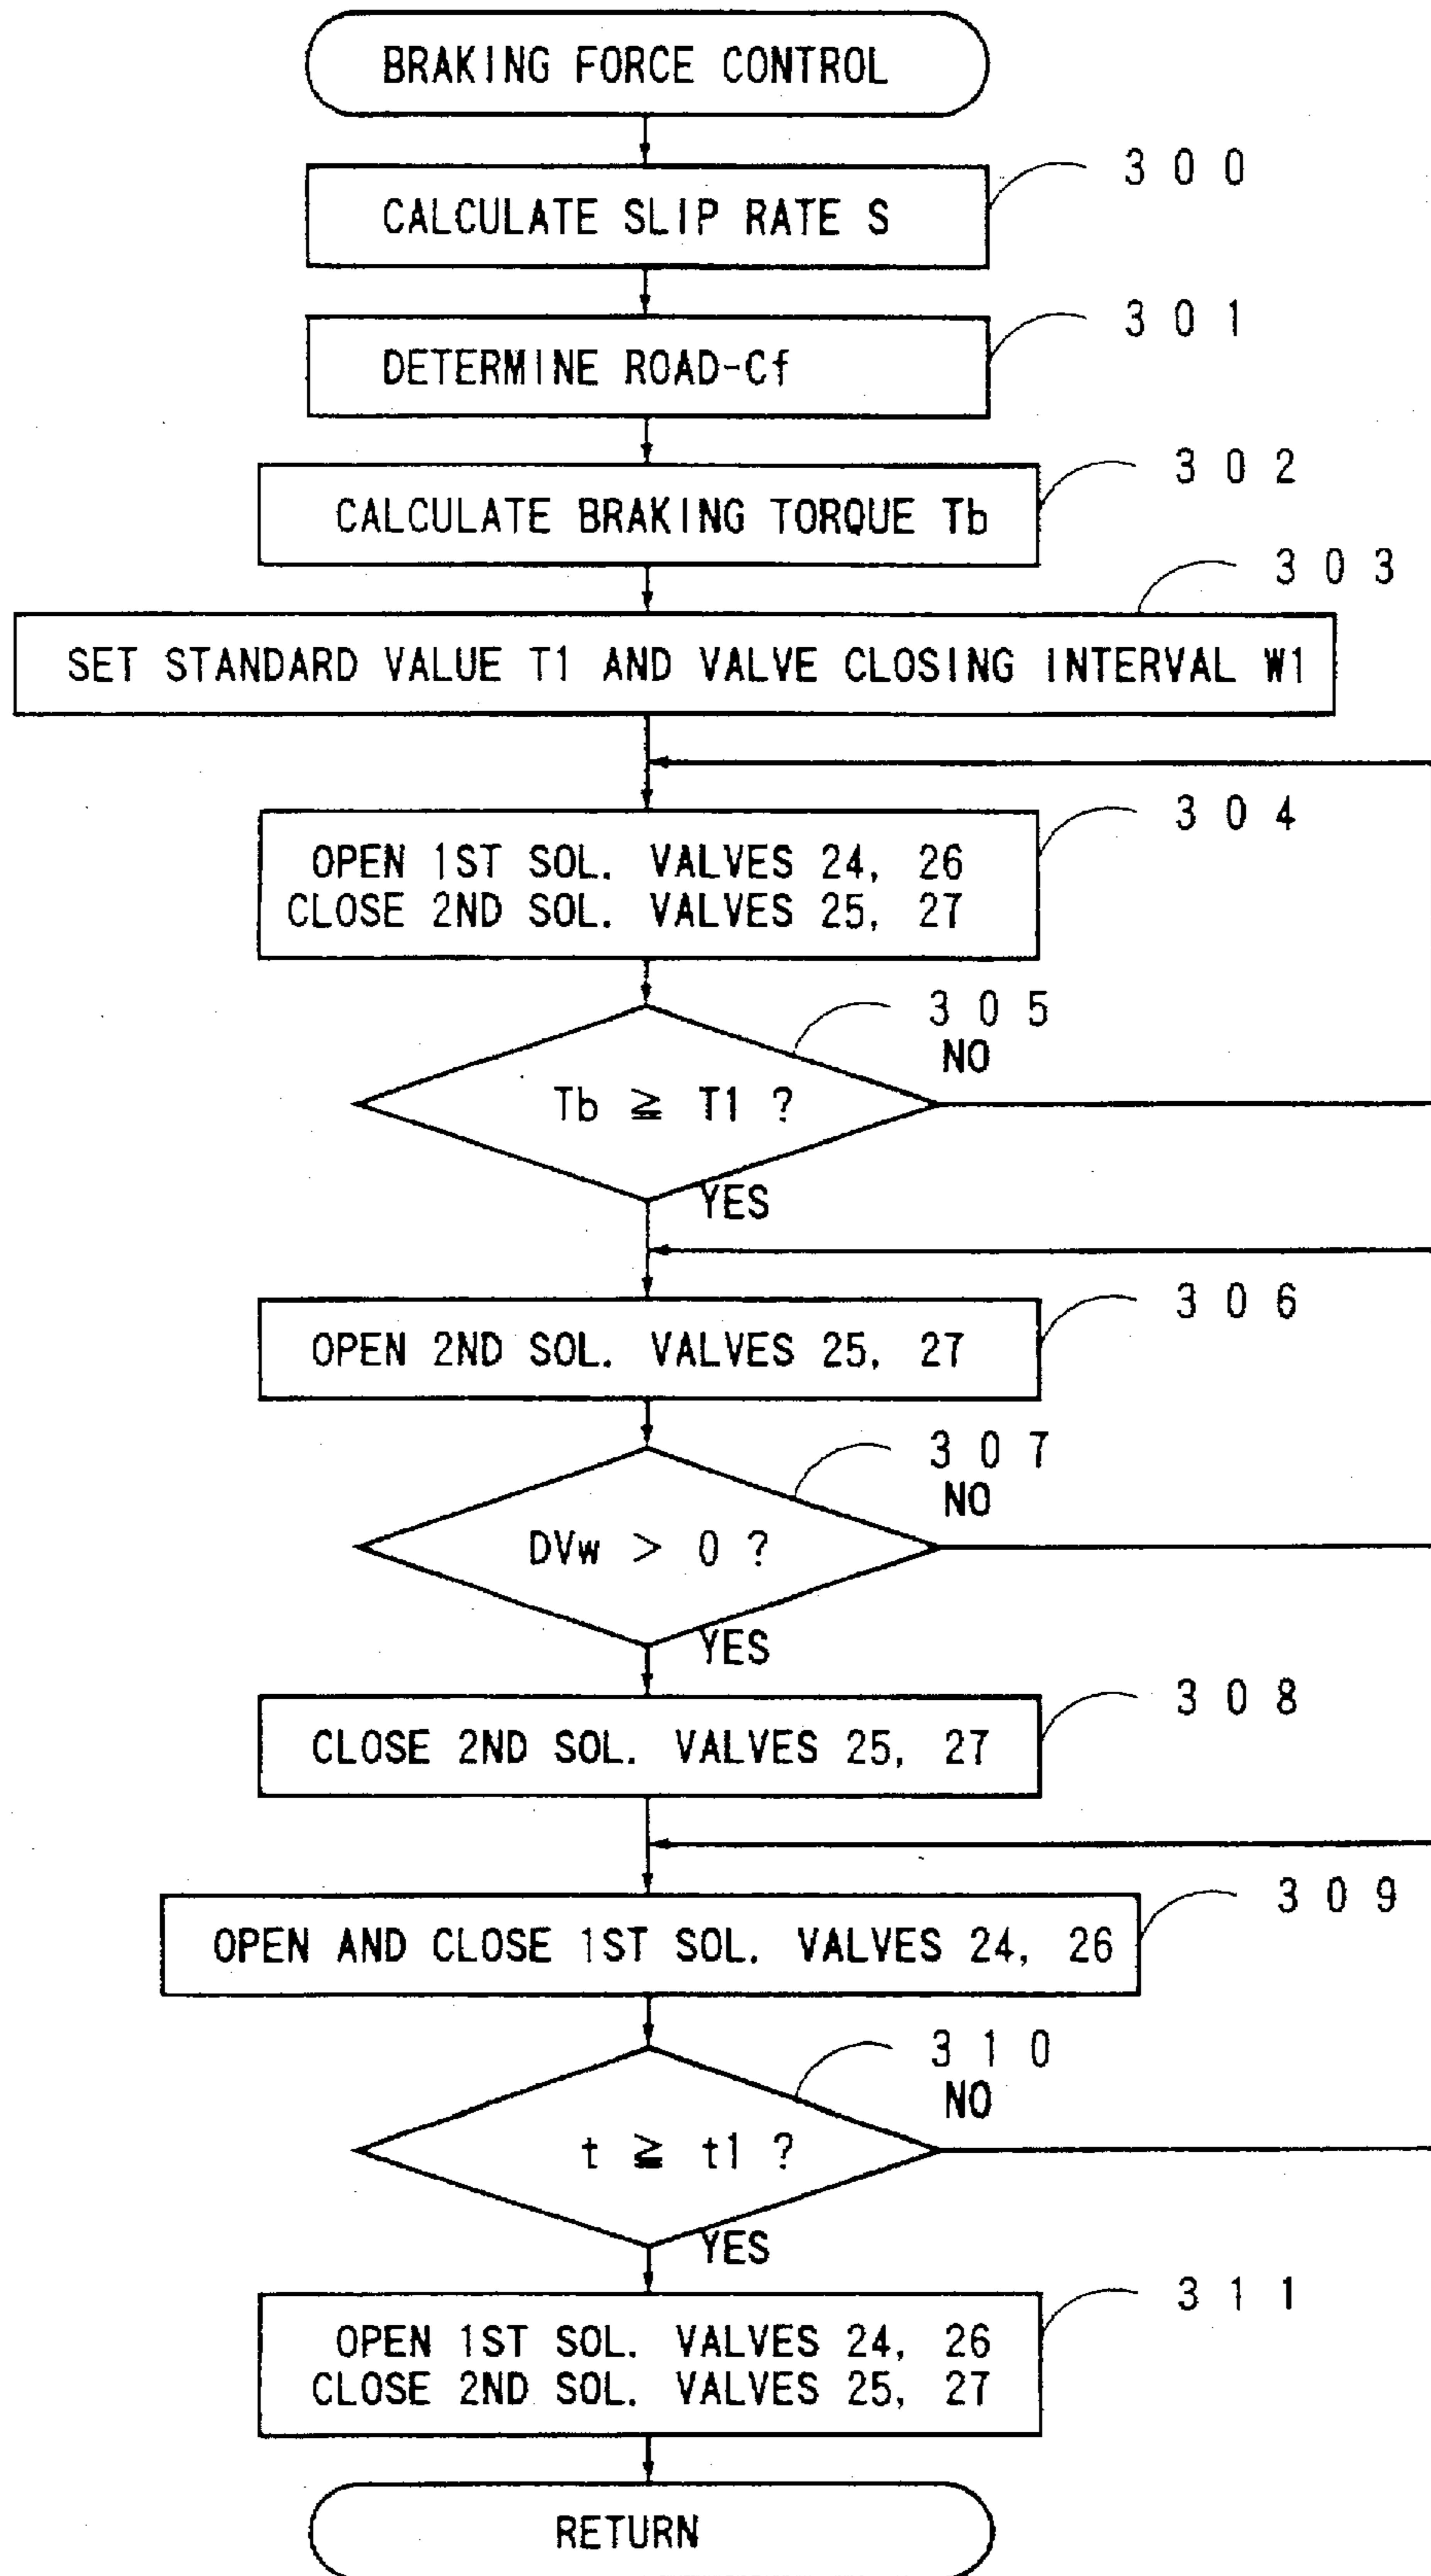 BRAKING FORCE CONTROL
300
CALCULATE SLIP RATE S
301
DETERMINE ROAD-Cf
302
CALCULATE BRAKING TORQUE Tb
303
SET STANDARD VALUE T1 AND VALVE CLOSING INTERVAL W1
304
OPEN 1ST SOL. VALVES 24, 26
CLOSE 2ND SOL. VALVES 25, 27
305
NO
Tb ≧ T1 ?
YES
306
OPEN 2ND SOL. VALVES 25, 27
307
NO
DVw > 0 ?
YES
308
CLOSE 2ND SOL. VALVES 25, 27
309
OPEN AND CLOSE 1ST SOL. VALVES 24, 26
310
NO
t ≧ t1 ?
YES
311
OPEN 1ST SOL. VALVES 24, 26
CLOSE 2ND SOL. VALVES 25, 27
RETURN